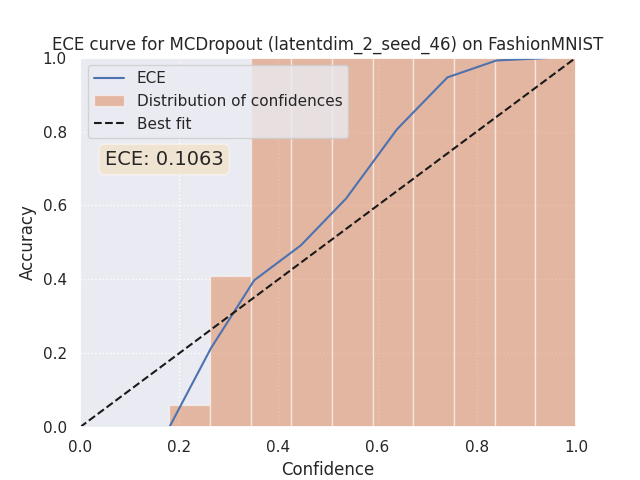 ECE curve for MCDropout (latentdim_2_seed_46) on FashionMNIST
1.0
0.8
0.6
0.4
0.2
0.0
Accuracy
ECE
Distribution of confidences
Best fit
ECE: 0.1063
0.0 0.2 0.4 0.6 0.8 1.0
Confidence